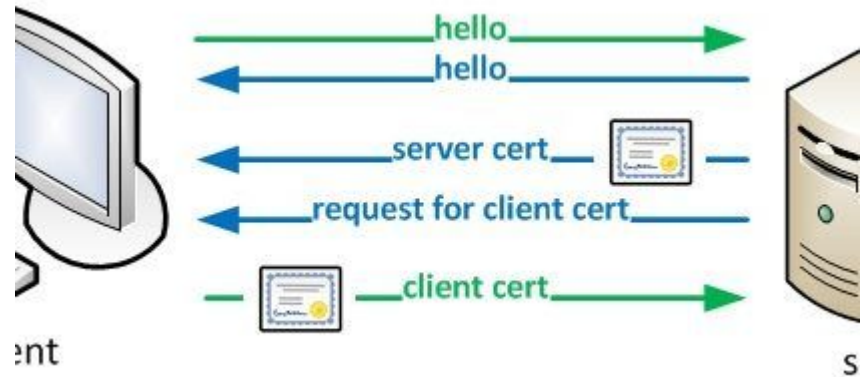 hello
hello
server cert
request for client cert
client cert
ent
s